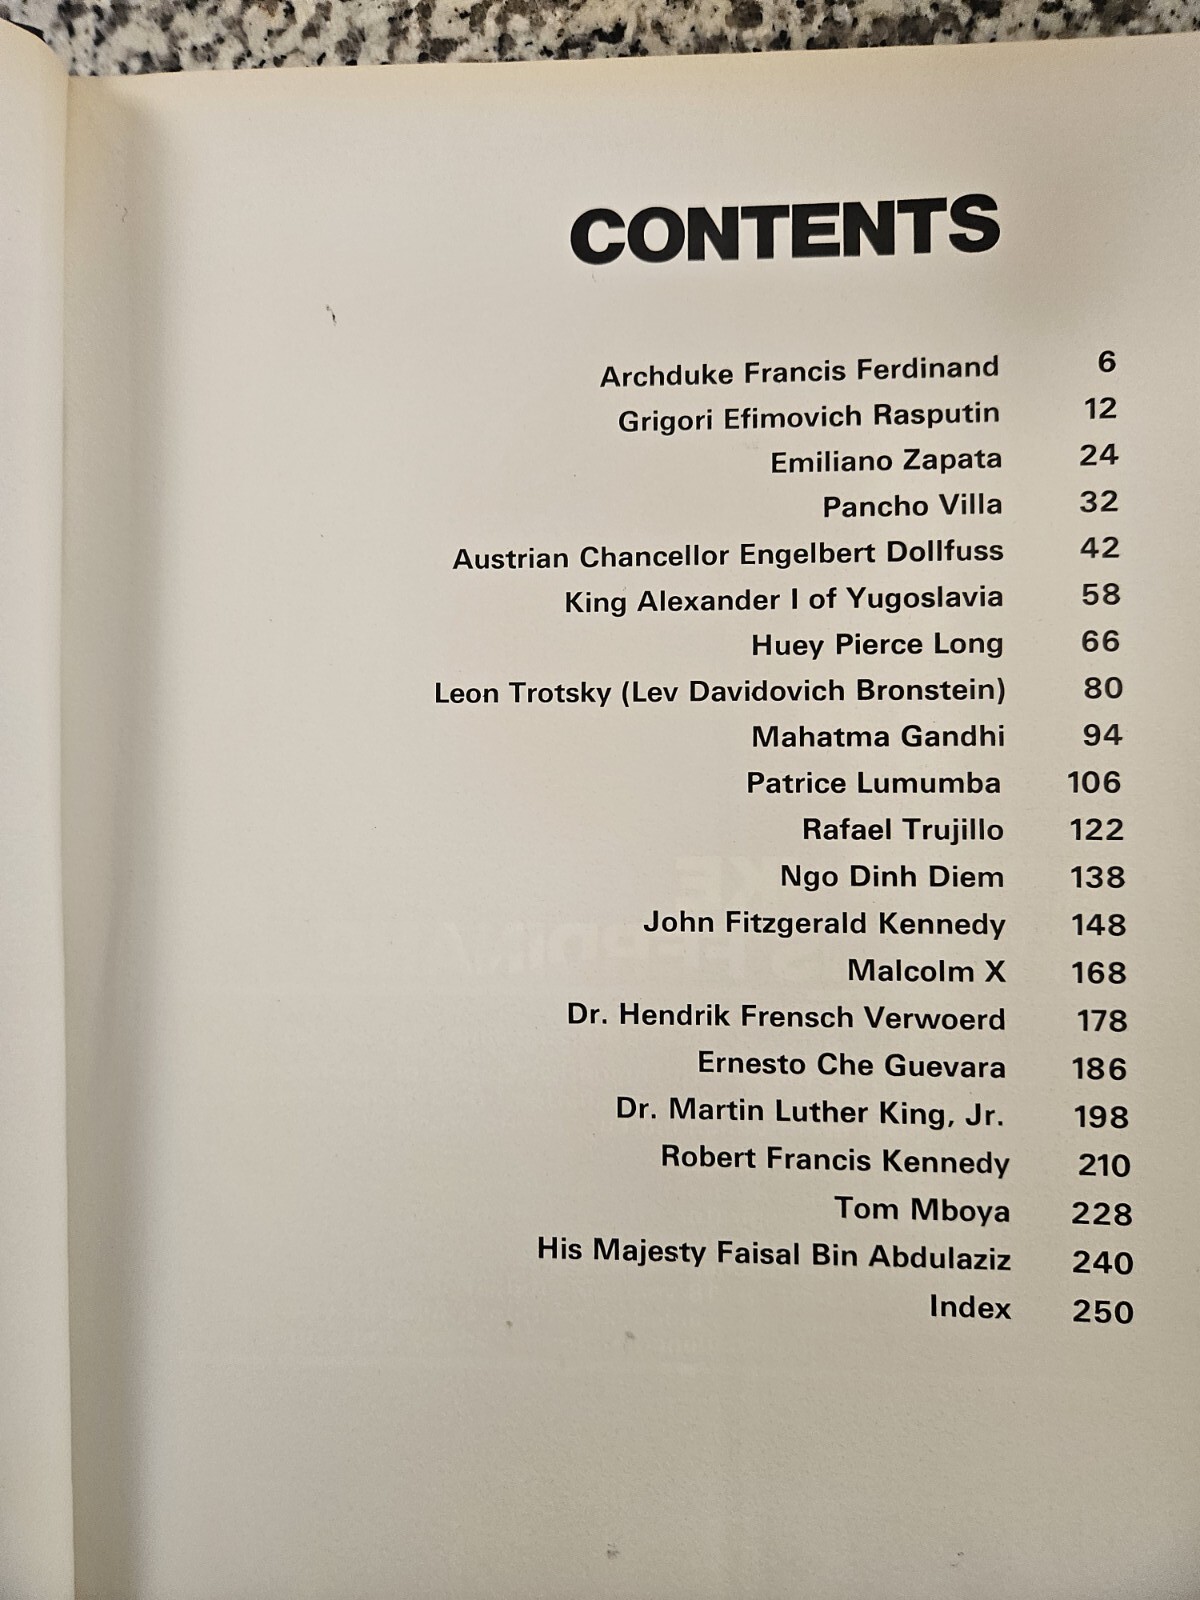 CONTENTS
Archduke Francis Ferdinand 6
Grigori Efimovich Rasputin 12
Emiliano Zapata 24
Pancho Villa 32
Austrian Chancellor Engelbert Dollfuss 42
King Alexander I of Yugoslavia 58
Huey Pierce Long 66
Leon Trotsky (Lev Davidovich Bronstein) 80
Mahatma Gandhi 94
Patrice Lumumba 106
Rafael Trujillo 122
Ngo Dinh Diem 138
John Fitzgerald Kennedy 148
Malcolm X 168
Dr. Hendrik Frensch Verwoerd 178
Ernesto Che Guevara 186
Dr. Martin Luther King, Jr. 198
Robert Francis Kennedy 210
Tom Mboya 228
His Majesty Faisal Bin Abdulaziz 240
Index 250